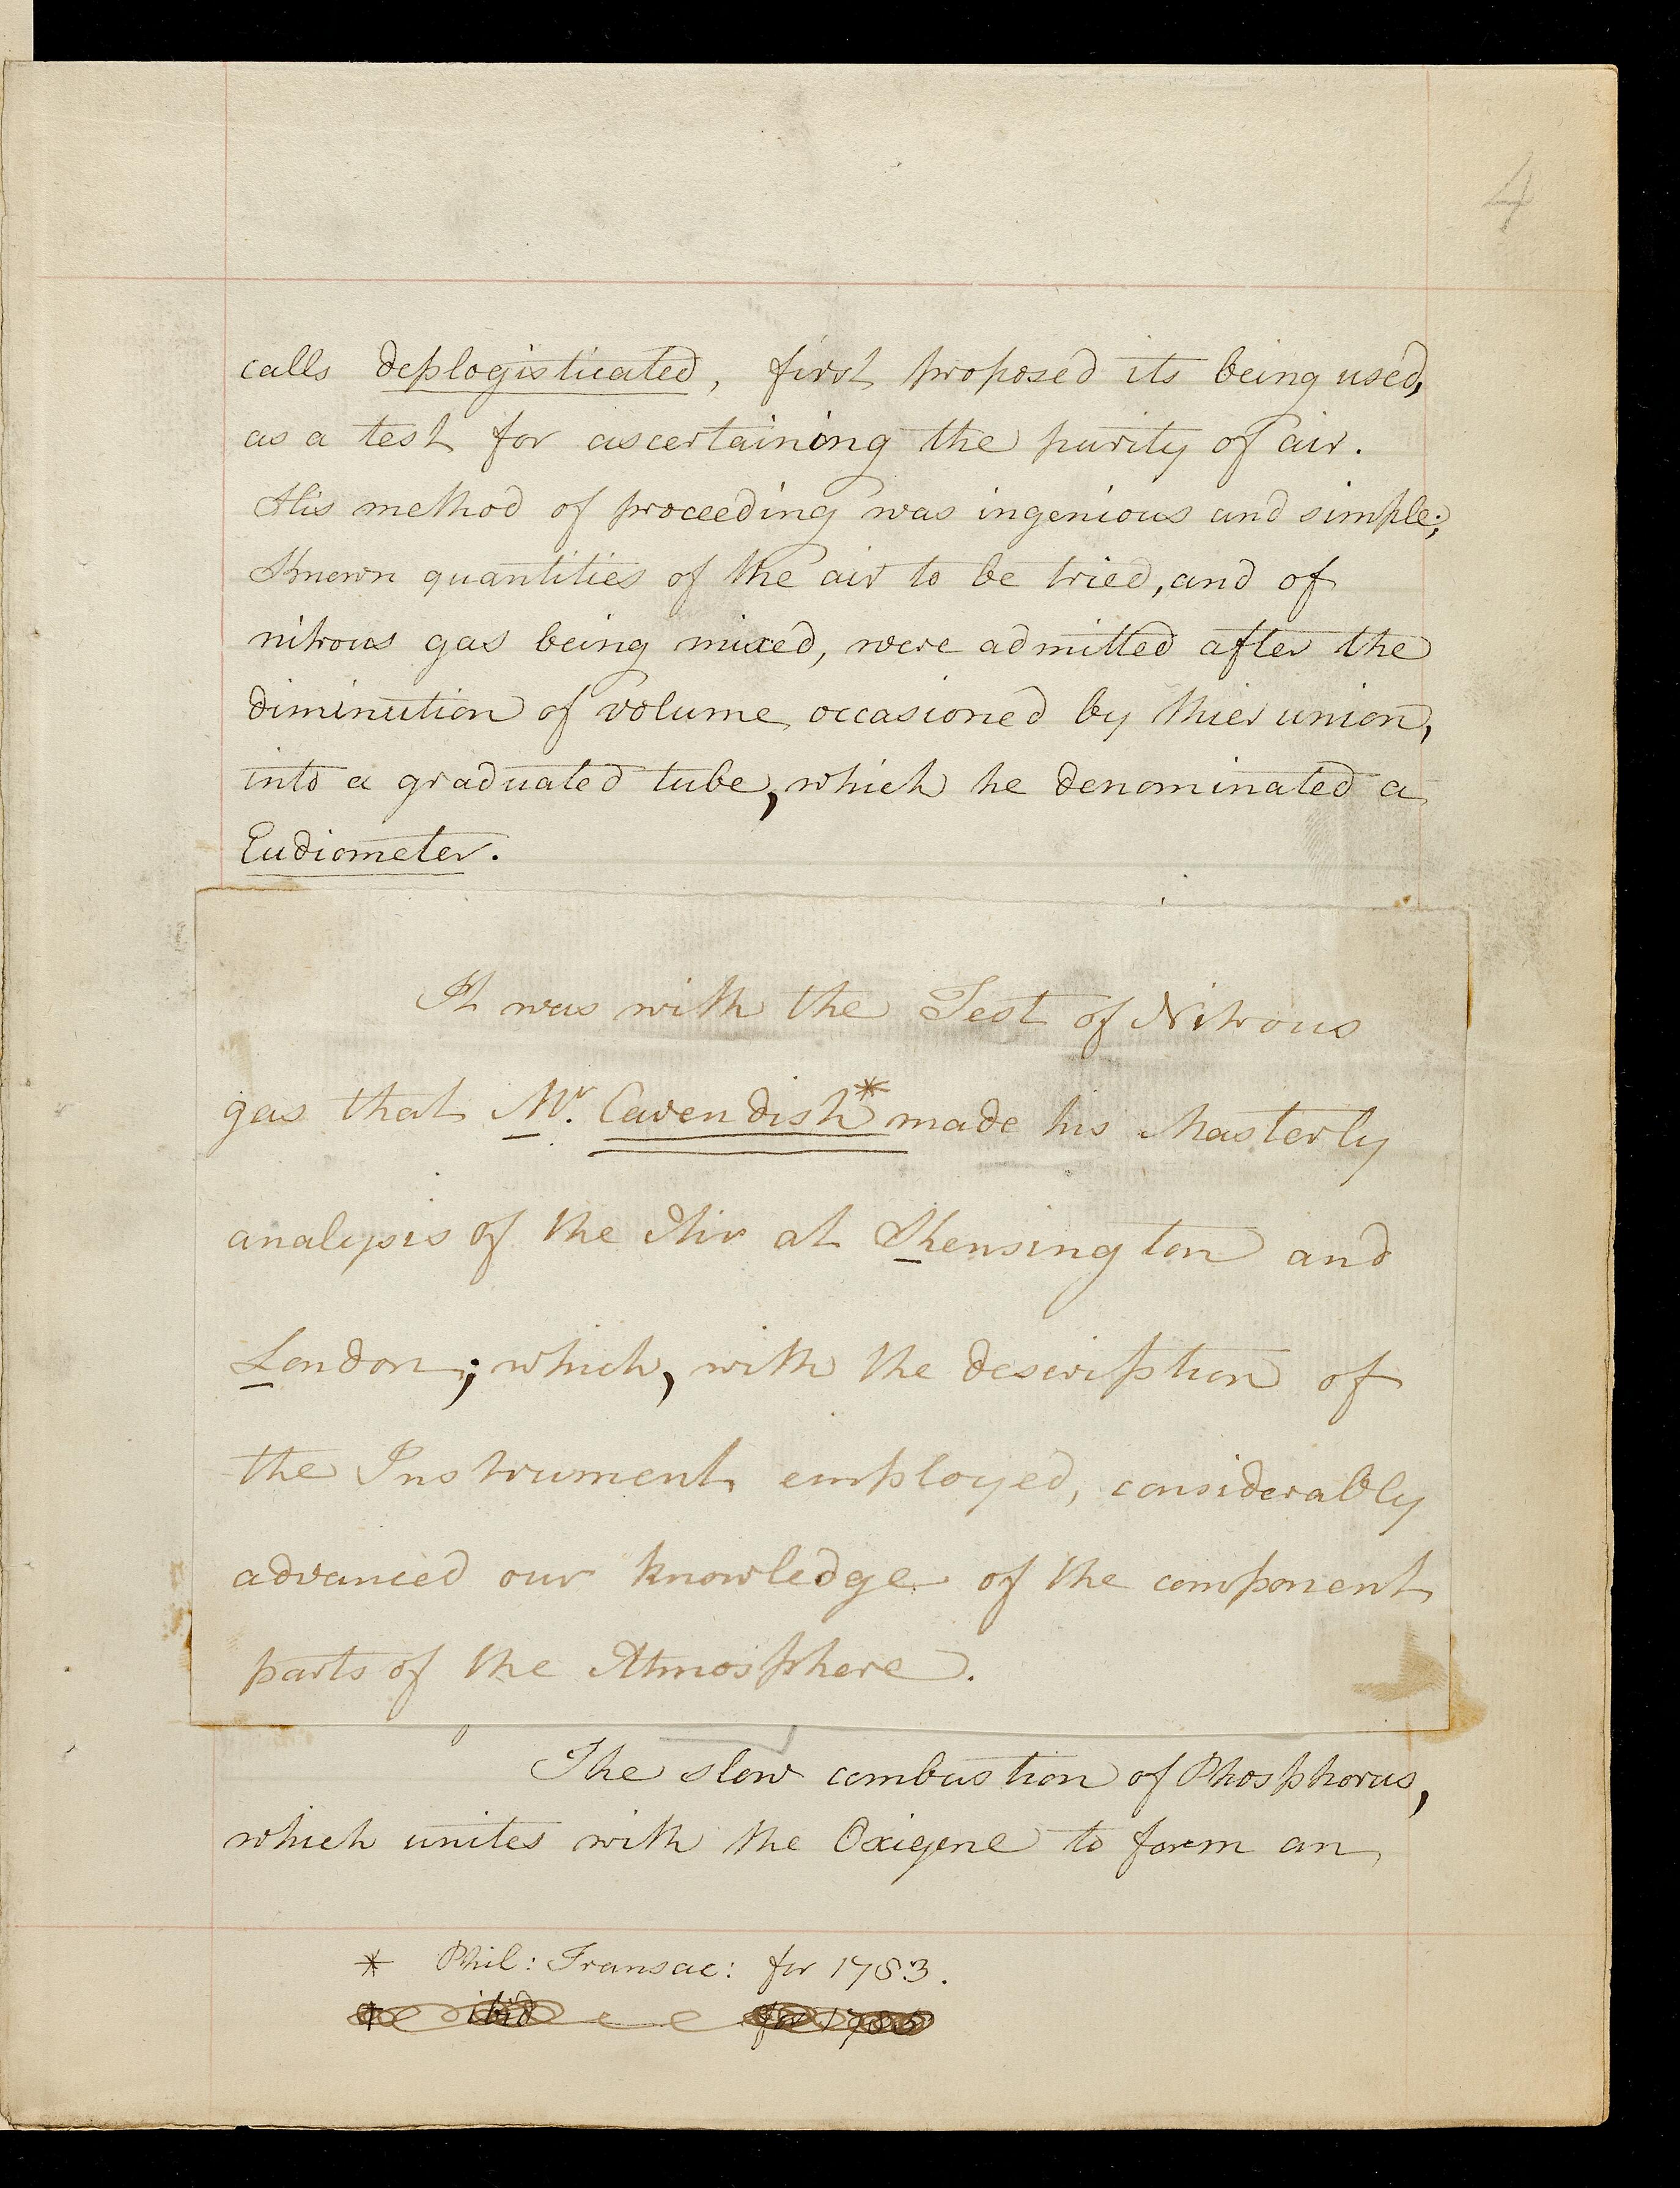 4
calls deplogisticated, first proposed its being used,
as a test for ascertaining the purity of air.
His method of proceeding was ingenious and simple;
Known quantities of the air to be tried, and of
nitrous gas being mixed, were admitted after the
diminution of volume occasioned by thier union,
into a graduated tube, which he denominated a
Eudiometer.
It was with the Test of Nitrous
gas that Mr. Cavendish* made his Masterly
analysis of the Air at Kensington and
London; which, with the description of
the Instrument employed, considerably
advanced our knowledge of the component
parts of the Atmosphere.
The slow combustion of Phosphorus,
which unites with the Oxigene to form an
* Phil: Transac: for 1783.
ibid for